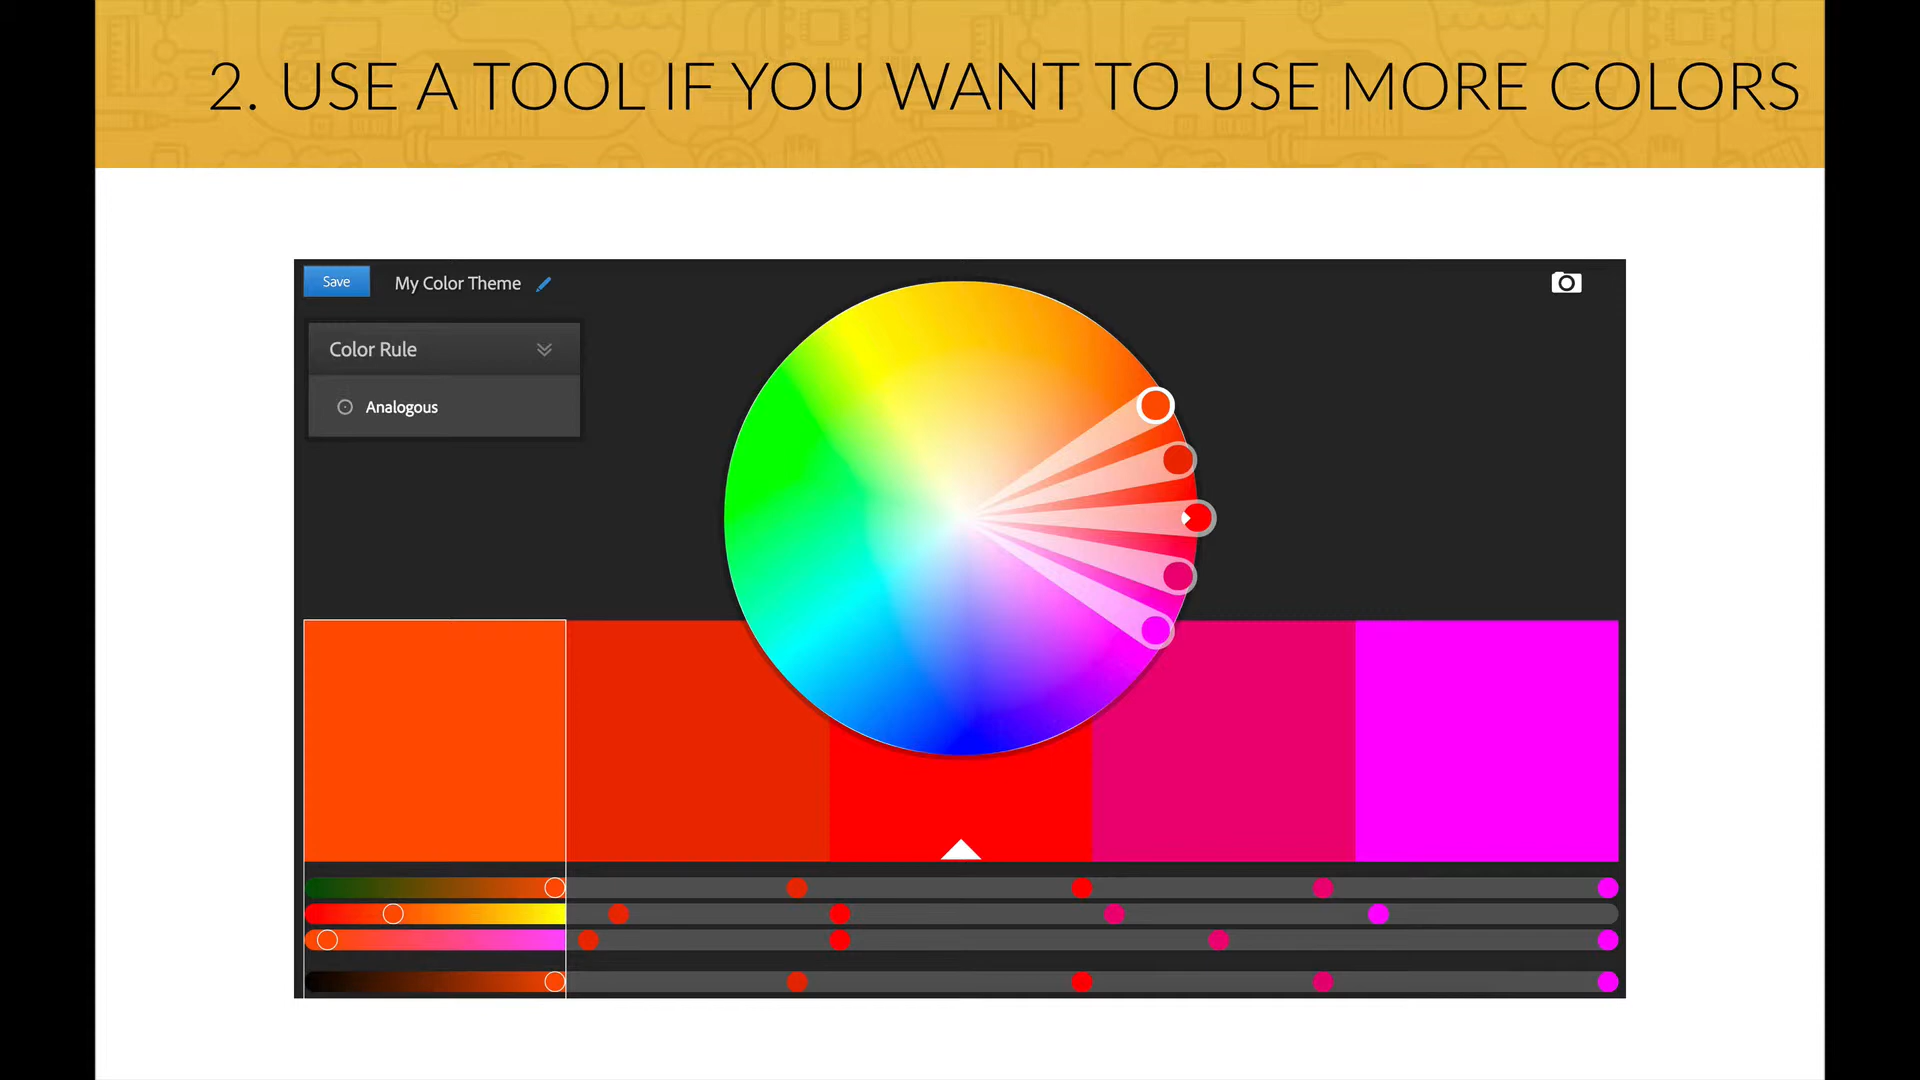 2. USE A TOOL IF YOU WANT TO USE MORE COLORS
Save
My Color Theme
Color Rule
Analogous